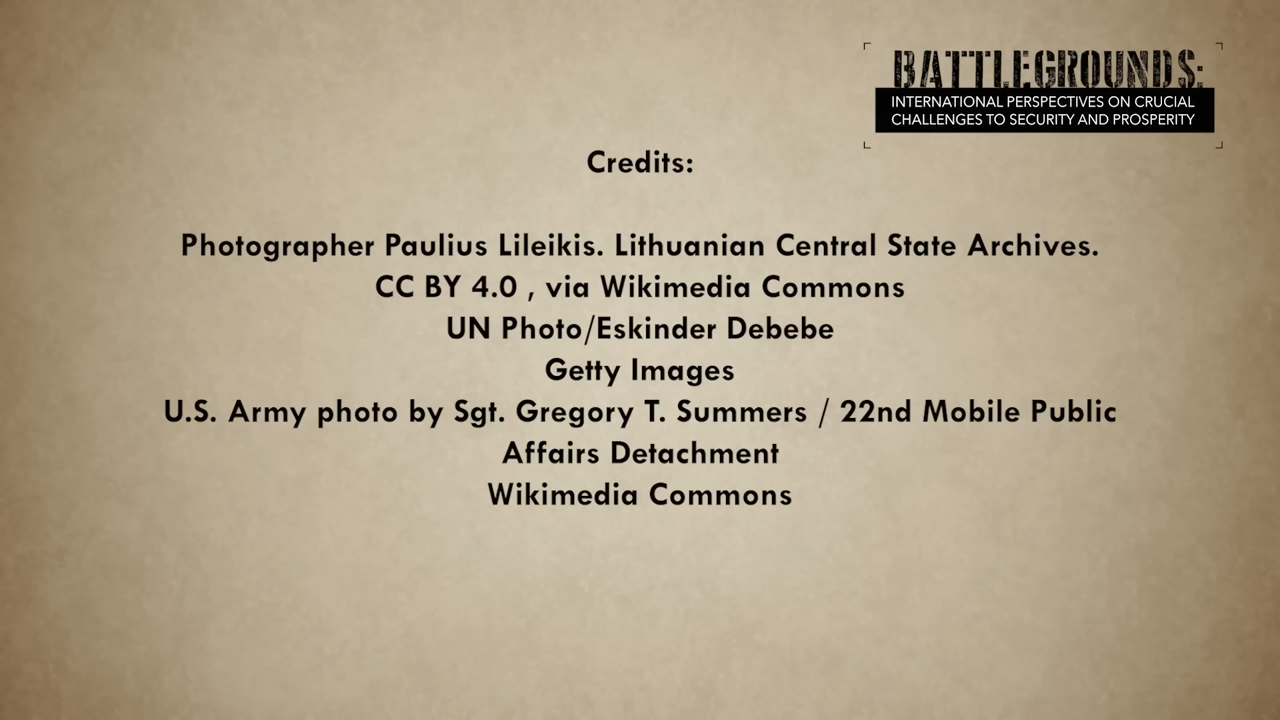 BATTLEGROUNDS:
INTERNATIONAL PERSPECTIVES ON CRUCIAL
CHALLENGES TO SECURITY AND PROSPERITY
Credits:
Photographer Paulius Lileikis. Lithuanian Central State Archives.
CC BY 4.0 , via Wikimedia Commons
UN Photo/Eskinder Debebe
Getty Images
U.S. Army photo by Sgt. Gregory T. Summers / 22nd Mobile Public
Affairs Detachment
Wikimedia Commons